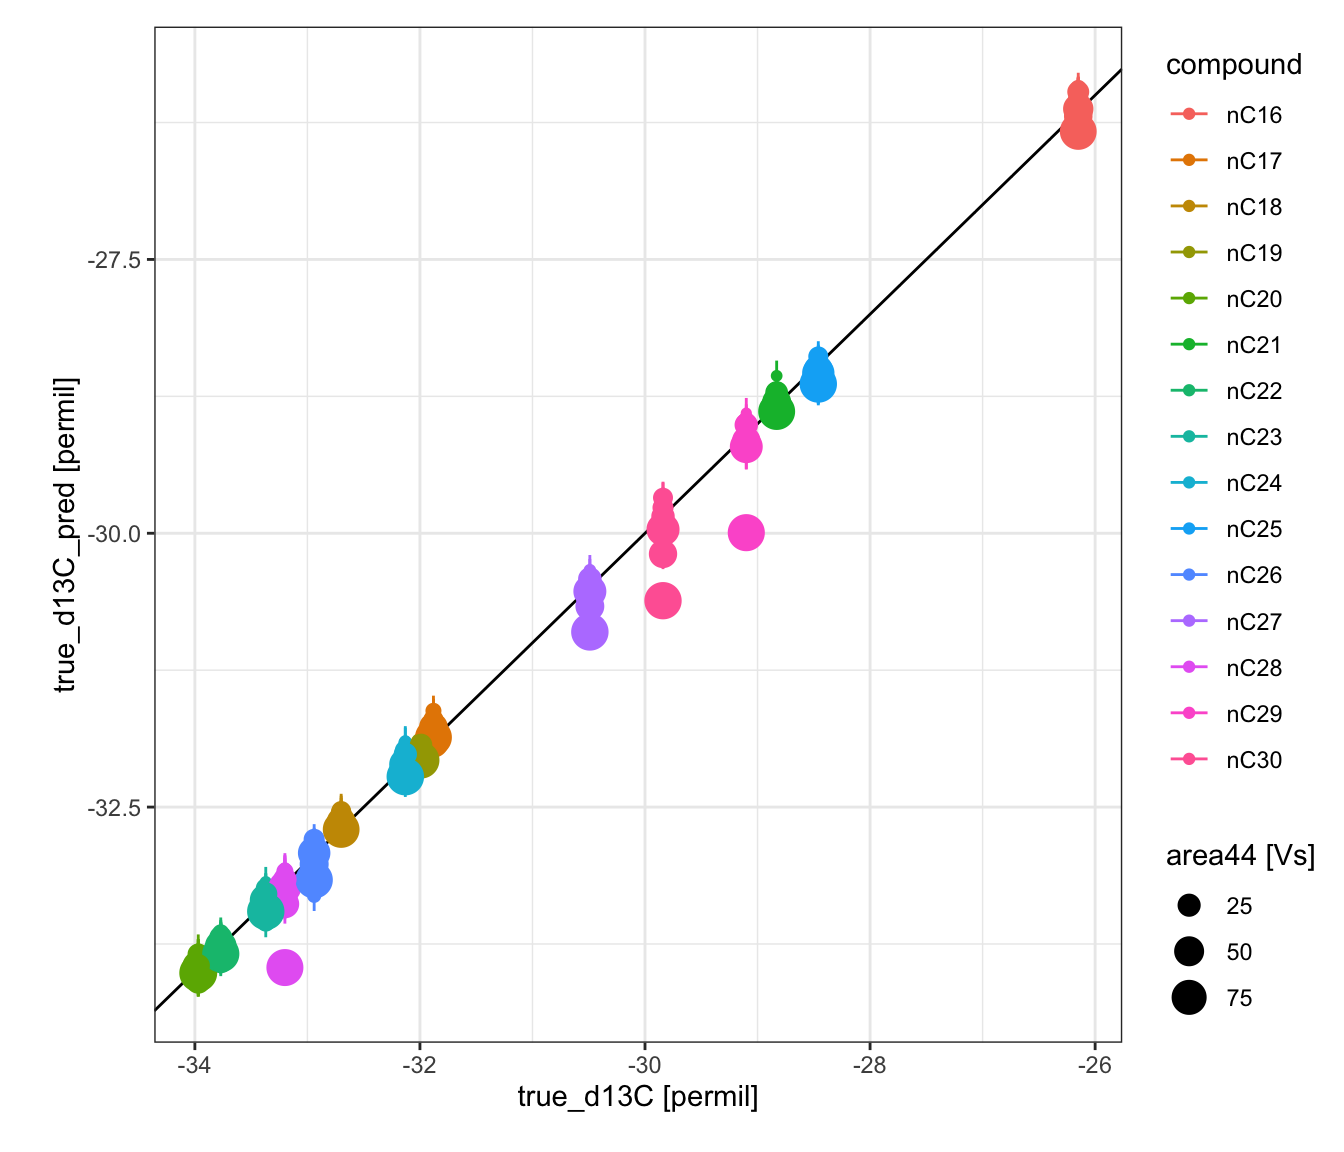 compound
nC16
nC17
nC18
nC19
nC20
nC21
nC22
nC23
nC24
nC25
nC26
nC27
nC28
nC29
nC30
area44 [Vs]
25
50
75
true_d13C_pred [permil]
-27.5
-30.0
-32.5
-34
-32
-30
-28
-26
true_d13C [permil]